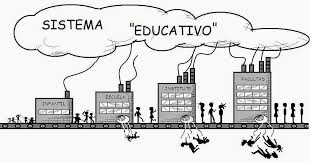 SISTEMA "EDUCATIVO"
INFANTIL
ESCUELA
INSTITUTO
FACULTAD